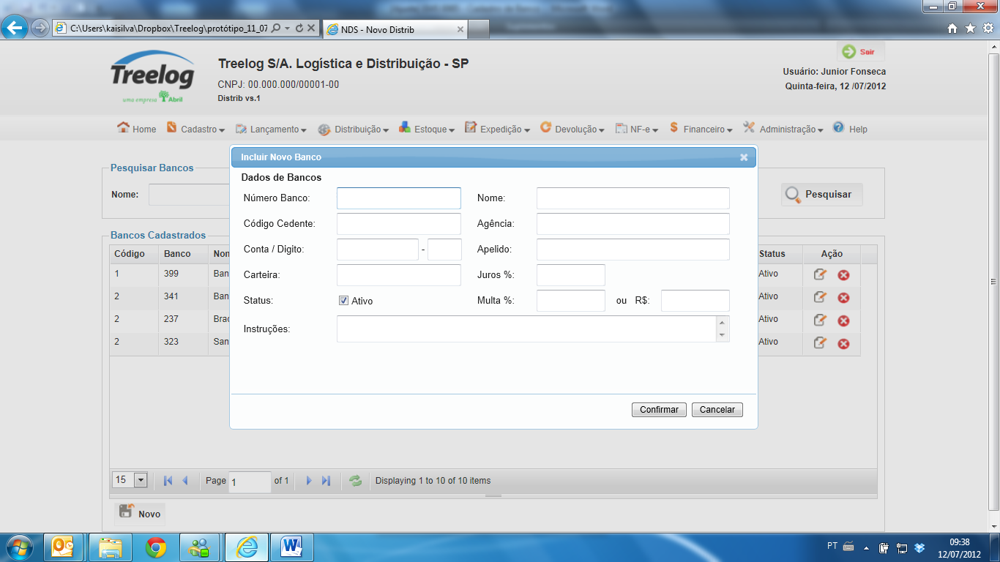 C:\Users\kaisilva\Dropbox\Treelog\protótipo_11_07
NDS - Novo Distrib
Treelog
uma empresa Abril
Treelog S/A. Logística e Distribuição - SP
CNPJ: 00.000.000/00001-00
Distrib vs.1
Sair
Usuário: Junior Fonseca
Quinta-feira, 12 /07/2012
Home Cadastro Lançamento Distribuição Estoque Expedição Devolução NF-e Financeiro Administração Help
Incluir Novo Banco
Pesquisar Bancos
Nome:
Pesquisar
Dados de Bancos
Número Banco: Nome:
Código Cedente: Agência:
Conta / Digito: - Apelido:
Carteira: Juros %:
Status: Ativo Multa %: ou R$:
Instruções:
Confirmar Cancelar
Bancos Cadastrados
Código Banco Nom Status Ação
1 399 Ban Ativo
2 341 Ban Ativo
2 237 Brad Ativo
2 323 San Ativo
15 Page 1 of 1 Displaying 1 to 10 of 10 items
Novo
PT
09:38
12/07/2012